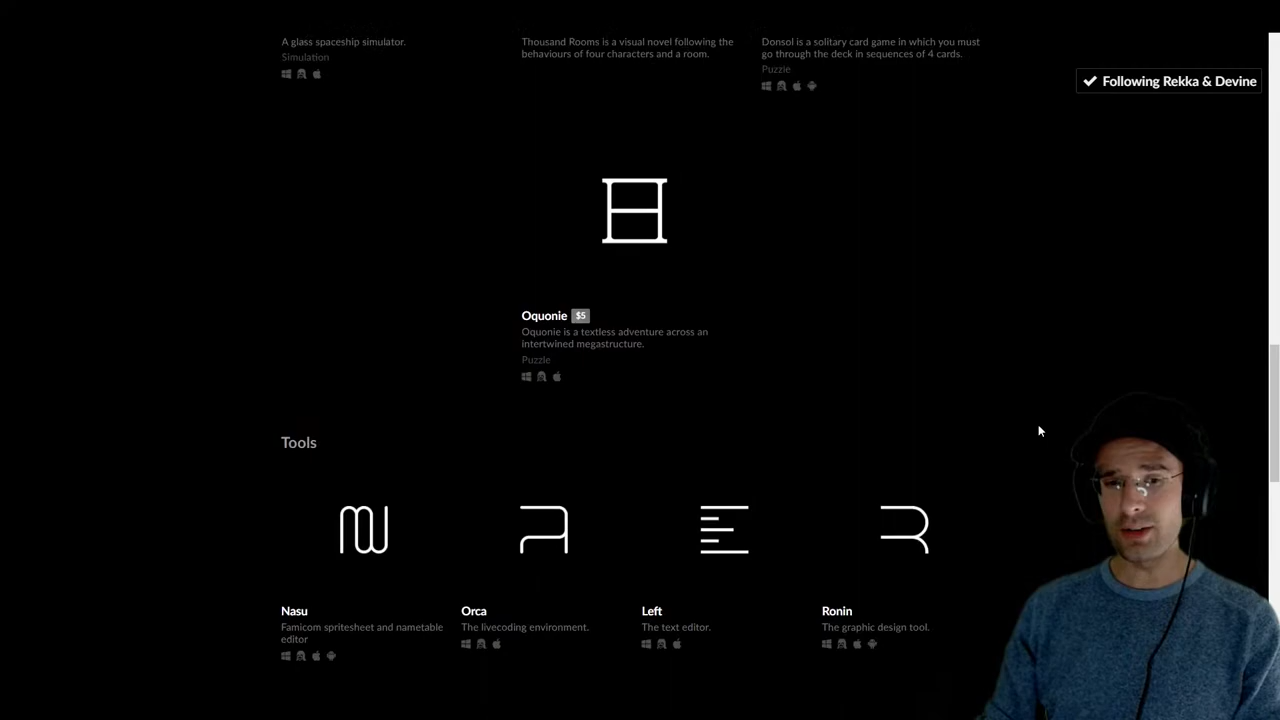 A glass spaceship simulator.
Simulation
Thousand Rooms is a visual novel following the
behaviours of four characters and a room.
Donsol is a solitary card game in which you must
go through the deck in sequences of 4 cards.
Puzzle
Following Rekka & Devine
Oquonie $5
Oquonie is a textless adventure across an
intertwined megastructure.
Puzzle
Tools
Nasu
Famicom spritesheet and nametable
editor
Orca
The livecoding environment.
Left
The text editor.
Ronin
The graphic design tool.